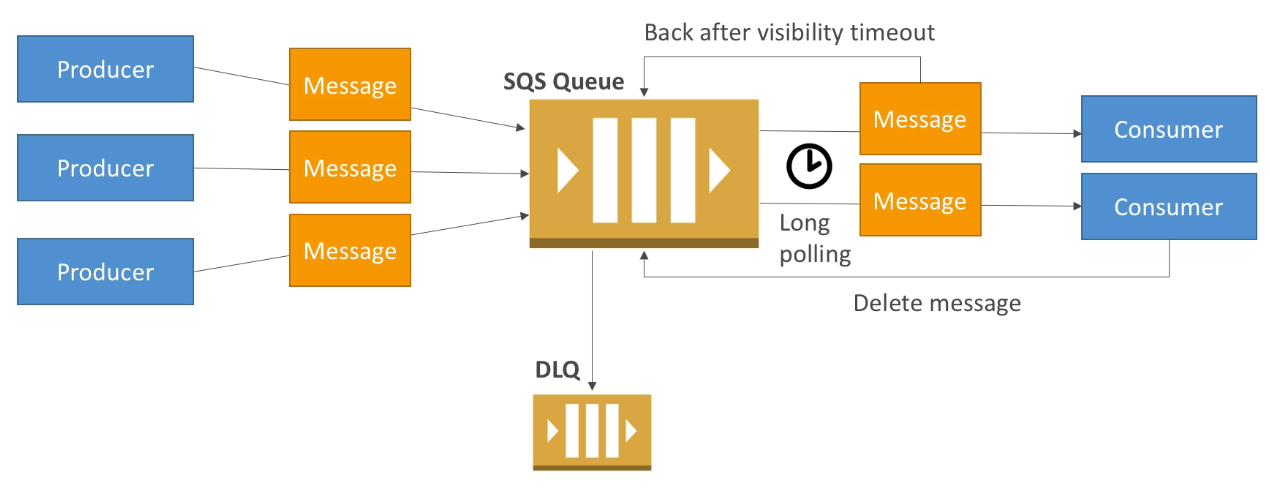 Back after visibility timeout
Producer
Message
SQS Queue
Message
Consumer
Producer
Message
Message
Consumer
Long
polling
Producer
Message
Delete message
DLQ